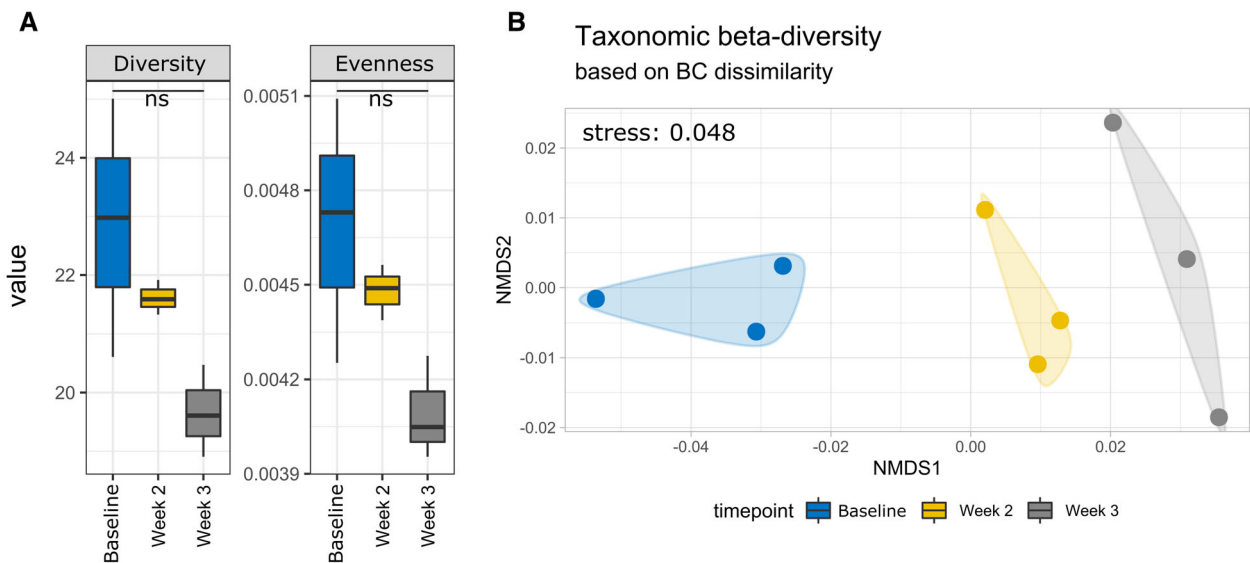 A
Diversity
Evenness
ns
ns
value
24
22
20
0.0051
0.0048
0.0045
0.0042
0.0039
Baseline
Week 2
Week 3
Baseline
Week 2
Week 3
B
Taxonomic beta-diversity
based on BC dissimilarity
stress: 0.048
NMDS2
0.02
0.01
0.00
-0.01
-0.02
-0.04
-0.02
0.00
0.02
NMDS1
timepoint Baseline Week 2 Week 3